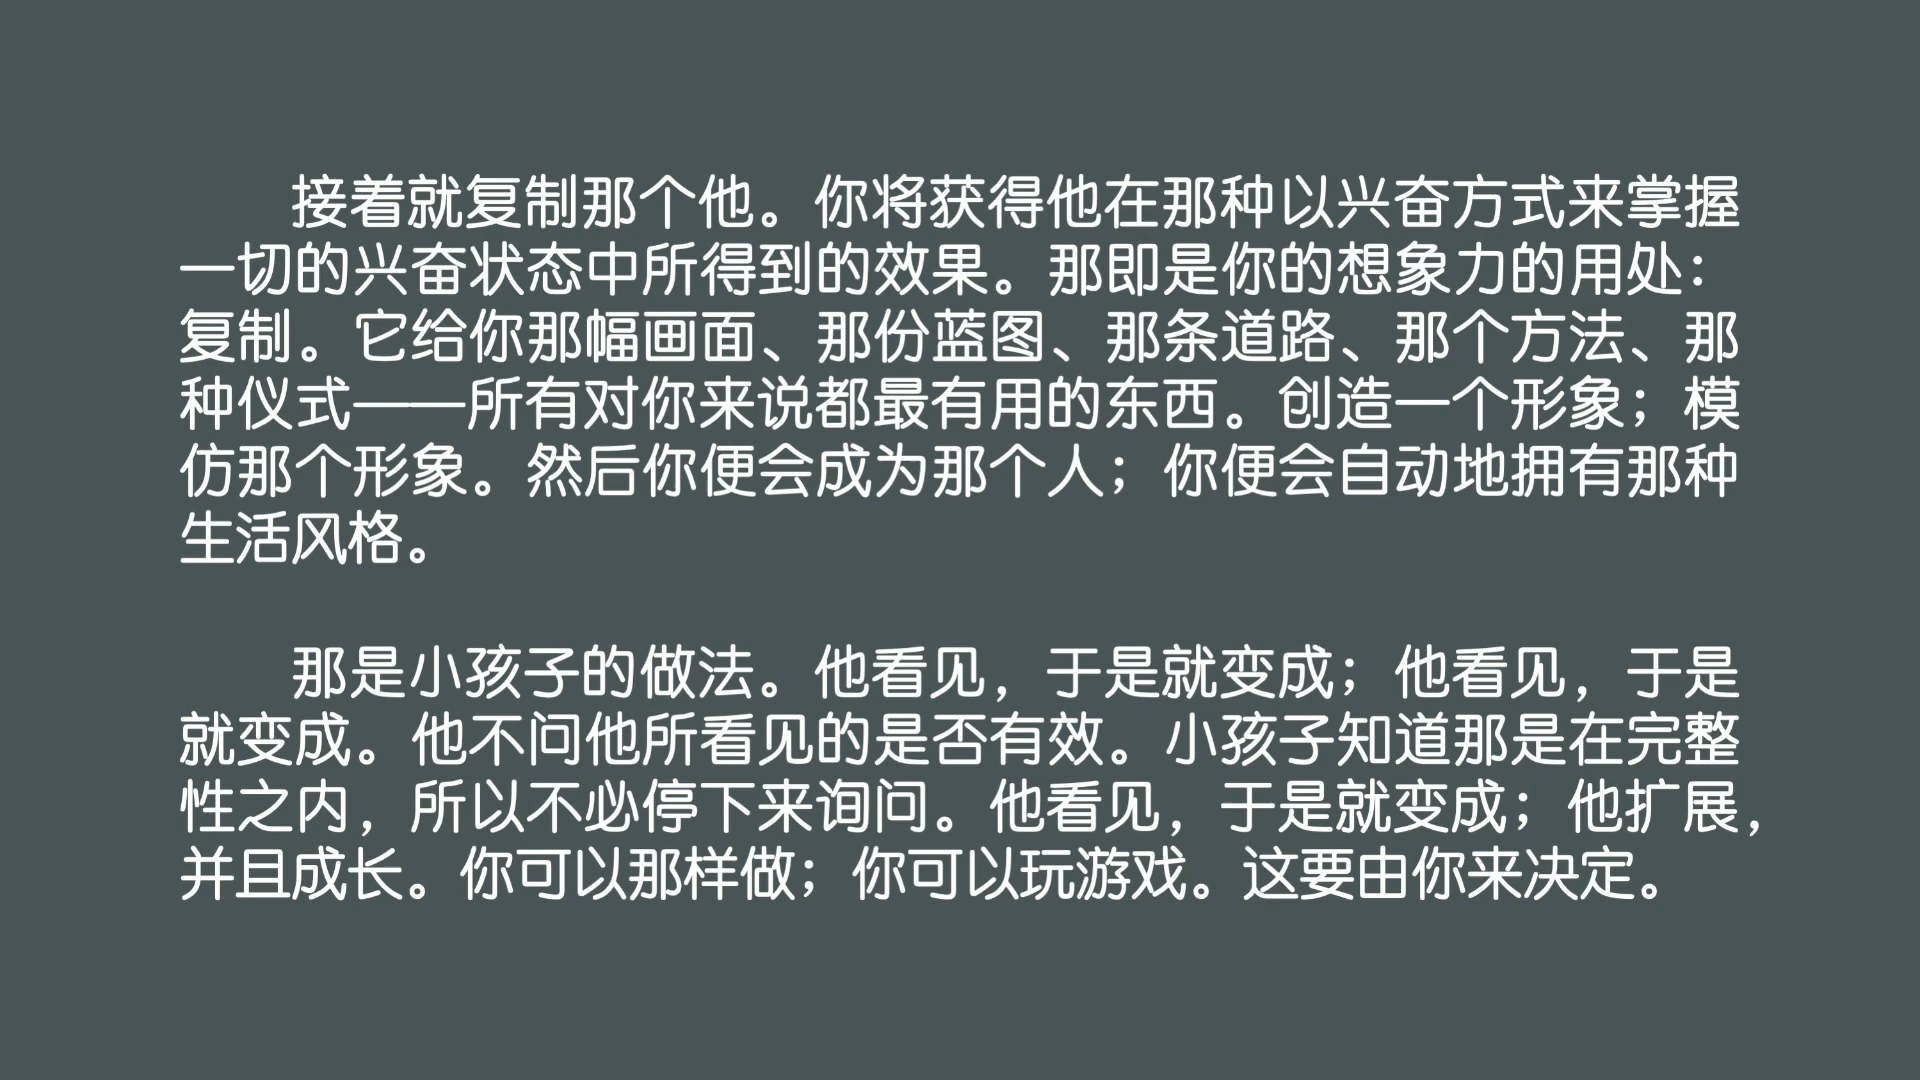 接着就复制那个他。你将获得他在那种以兴奋方式来掌握
一切的兴奋状态中所得到的效果。那即是你的想象力的用处：
复制。它给你那幅画面、那份蓝图、那条道路、那个方法、那
种仪式——所有对你来说都最有用的东西。创造一个形象；模
仿那个形象。然后你便会成为那个人；你便会自动地拥有那种
生活风格。
那是小孩子的做法。他看见，于是就变成；他看见，于是
就变成。他不问他所看见的是否有效。小孩子知道那是在完整
性之内，所以不必停下来询问。他看见，于是就变成；他扩展，
并且成长。你可以那样做；你可以玩游戏。这要由你来决定。